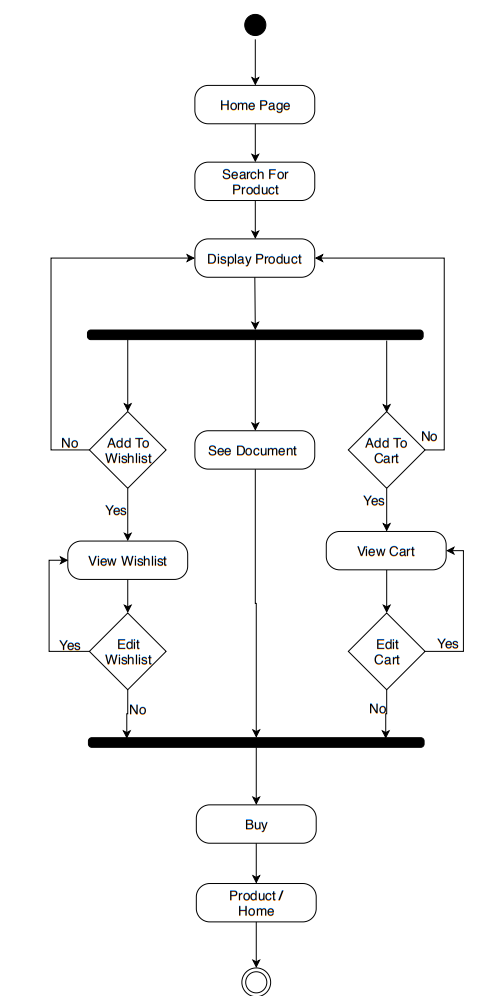 Home Page
Search For
Product
Display Product
No
Add To
Wishlist
See Document
Add To
Cart
No
Yes
Yes
View Wishlist
View Cart
Yes
Edit
Wishlist
Edit
Cart
Yes
No
No
Buy
Product /
Home